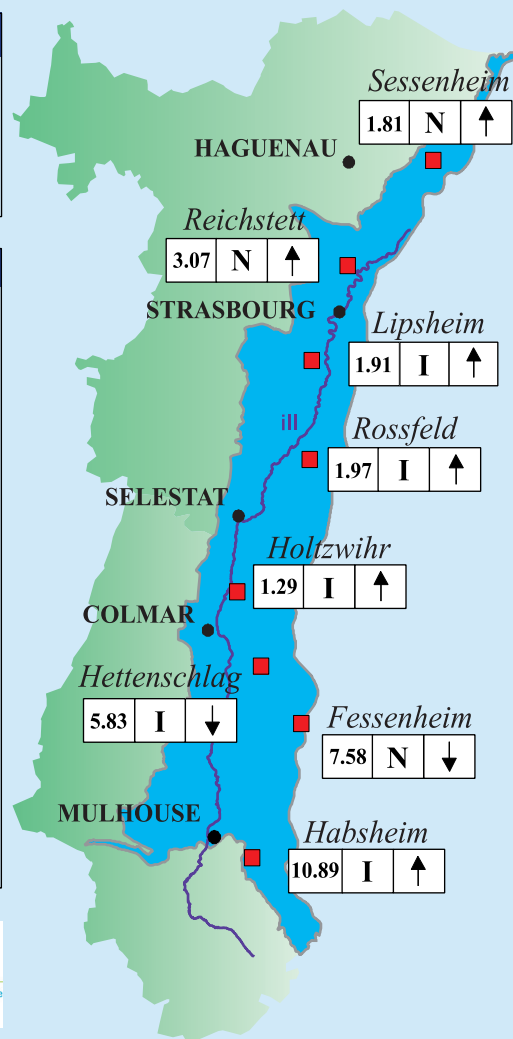 Sessenheim
1.81 N ↑
HAGUENAU
Reichstett
3.07 N ↑
STRASBOURG
Lipsheim
1.91 I ↑
ill
Rossfeld
1.97 I ↑
SELESTAT
Holtzwihr
1.29 I ↑
COLMAR
Hettenschlag
5.83 I ↓
Fessenheim
7.58 N ↓
MULHOUSE
Habsheim
10.89 I ↑
e